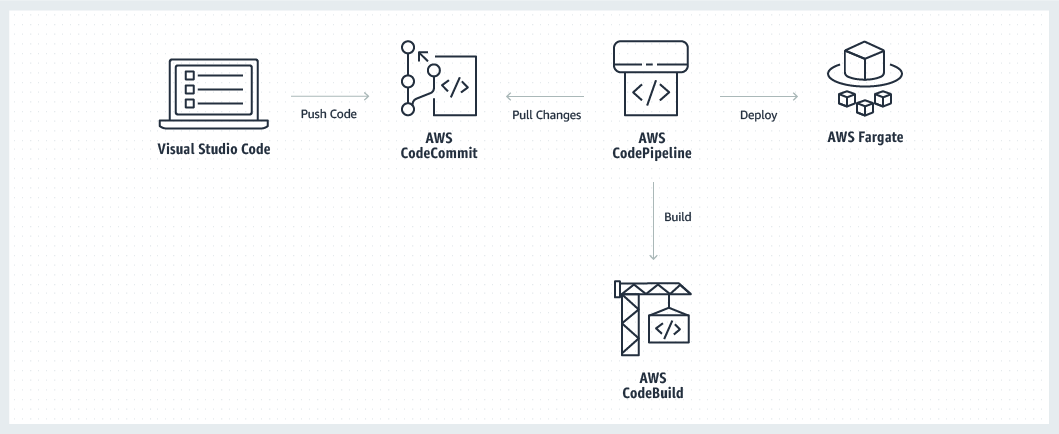 Push Code
Pull Changes
Deploy
Visual Studio Code
AWS
CodeCommit
AWS
CodePipeline
AWS Fargate
Build
AWS
CodeBuild